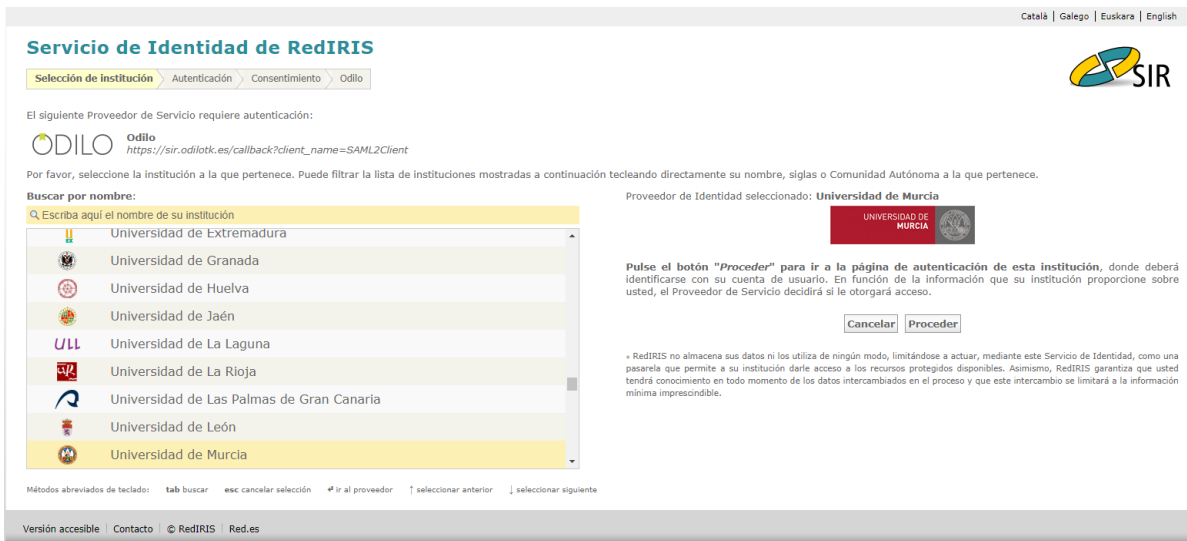 Català | Galego | Euskara | English
Servicio de Identidad de RedIRIS
Selección de institución Autenticación Consentimiento Odilo
SIR
El siguiente Proveedor de Servicio requiere autenticación:
ODILO
Odilo
https://sir.odilotk.es/callback?client_name=SAML2Client
Por favor, seleccione la institución a la que pertenece. Puede filtrar la lista de instituciones mostradas a continuación tecleando directamente su nombre, siglas o Comunidad Autónoma a la que pertenece.
Buscar por nombre:
Escriba aquí el nombre de su institución
Universidad de Extremadura
Universidad de Granada
Universidad de Huelva
Universidad de Jaén
ULL Universidad de La Laguna
Universidad de La Rioja
Universidad de Las Palmas de Gran Canaria
Universidad de León
Universidad de Murcia
Proveedor de Identidad seleccionado: Universidad de Murcia
UNIVERSIDAD DE
MURCIA
Pulse el botón "Proceder" para ir a la página de autenticación de esta institución, donde deberá
identificarse con su cuenta de usuario. En función de la información que su institución proporcione sobre
usted, el Proveedor de Servicio decidirá si le otorgará acceso.
Cancelar Proceder
» RedIRIS no almacena sus datos ni los utiliza de ningún modo, limitándose a actuar, mediante este Servicio de Identidad, como una
pasarela que permite a su institución darle acceso a los recursos protegidos disponibles. Asimismo, RedIRIS garantiza que usted
tendrá conocimiento en todo momento de los datos intercambiados en el proceso y que este intercambio se limitará a la información
mínima imprescindible.
Métodos abreviados de teclado: tab buscar esc cancelar selección ↵ ir al proveedor ↑ seleccionar anterior ↓ seleccionar siguiente
Versión accesible | Contacto | © RedIRIS | Red.es